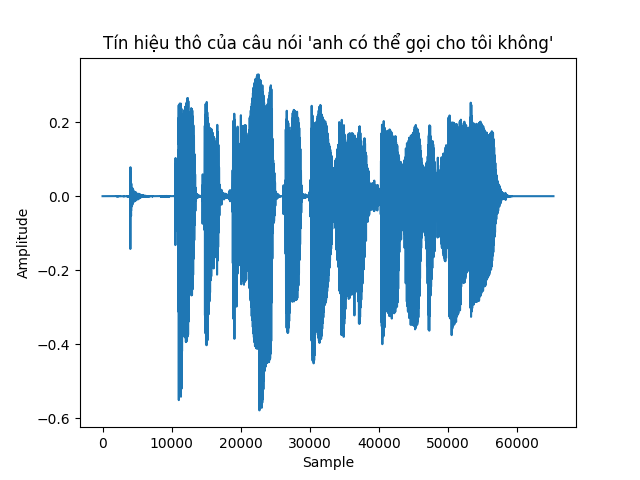 Tín hiệu thô của câu nói 'anh có thể gọi cho tôi không'
0.2
0.0
−0.2
−0.4
−0.6
Amplitude
0 10000 20000 30000 40000 50000 60000
Sample